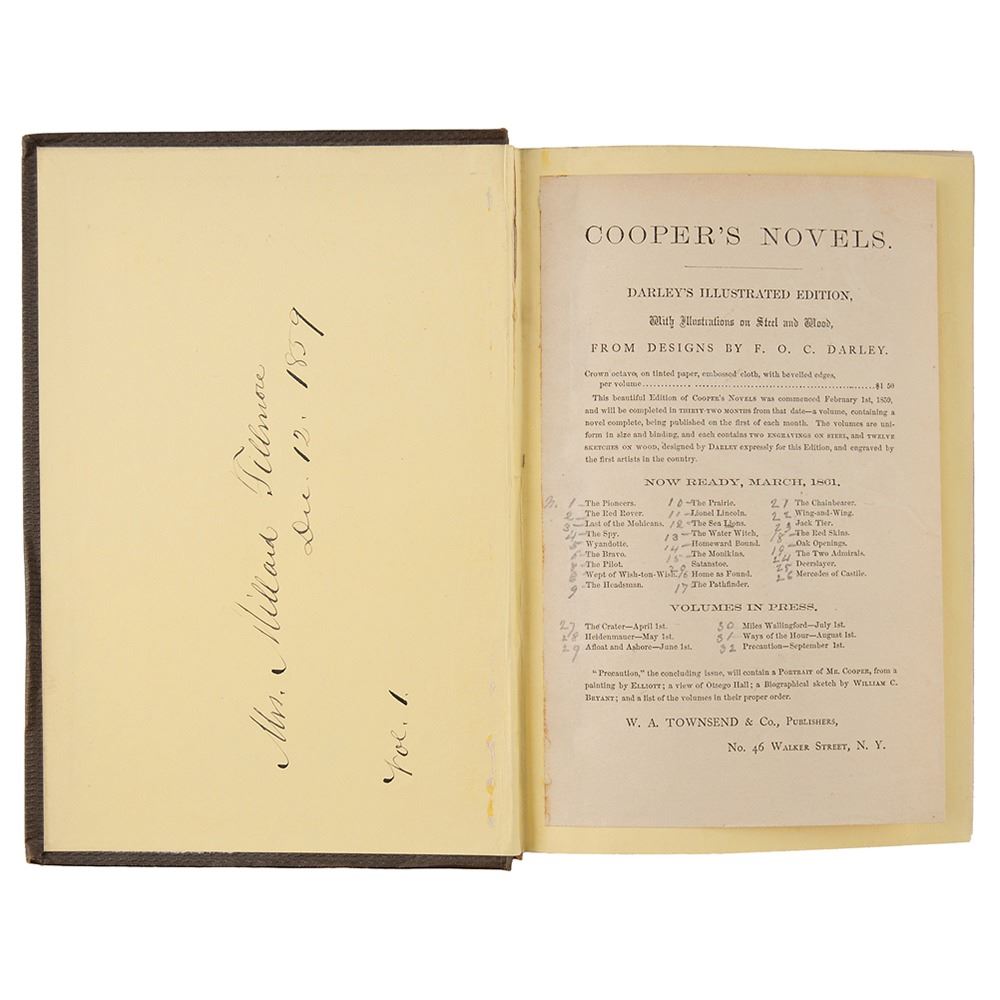 Mrs. Millard Fillmore
Dec. 12. 1859
Vol. 1.
COOPER'S NOVELS.
DARLEY'S ILLUSTRATED EDITION,
With Illustrations on Steel and Wood,
FROM DESIGNS BY F. O. C. DARLEY.
Crown octavo, on tinted paper, embossed cloth, with bevelled edges,
per volume..........................................................$1 50
This beautiful Edition of COOPER'S NOVELS was commenced February 1st, 1859,
and will be completed in THIRTY-TWO MONTHS from that date—a volume, containing a
novel complete, being published on the first of each month. The volumes are uni-
form in size and binding, and each contains TWO ENGRAVINGS ON STEEL, and TWELVE
SKETCHES ON WOOD, designed by DARLEY expressly for this Edition, and engraved by
the first artists in the country.
NOW READY, MARCH, 1861.
1 - The Pioneers. 10 - The Prairie. 21 The Chainbearer.
2 - The Red Rover. 11 - Lionel Lincoln. 22 Wing-and-Wing.
3 - Last of the Mohicans. 12 - The Sea Lions. 23 Jack Tier.
4 - The Spy. 13 - The Water Witch, 18 - The Red Skins.
5 - Wyandotte. 14 - Homeward Bound. 19 - Oak Openings.
6 - The Bravo. 15 - The Monikins. 24 The Two Admirals.
The Pilot. 20 Satanstoe. 25 Deerslayer.
8 - Wept of Wish-ton-Wish. 16 Home as Found. 26 Mercedes of Castile.
9 - The Headsman. 17 The Pathfinder.
VOLUMES IN PRESS.
27 The Crater—April 1st. 30 Miles Wallingford—July 1st.
28 Heidenmauer—May 1st. 31 Ways of the Hour—August 1st.
29 Afloat and Ashore—June 1st. 32 Precaution—September 1st.
"Precaution," the concluding issue, will contain a PORTRAIT OF MR. COOPER, from a
painting by ELLIOTT; a view of Otsego Hall; a Biographical sketch by WILLIAM C.
BRYANT; and a list of the volumes in their proper order.
W. A. TOWNSEND & Co., PUBLISHERS,
No. 46 WALKER STREET, N. Y.